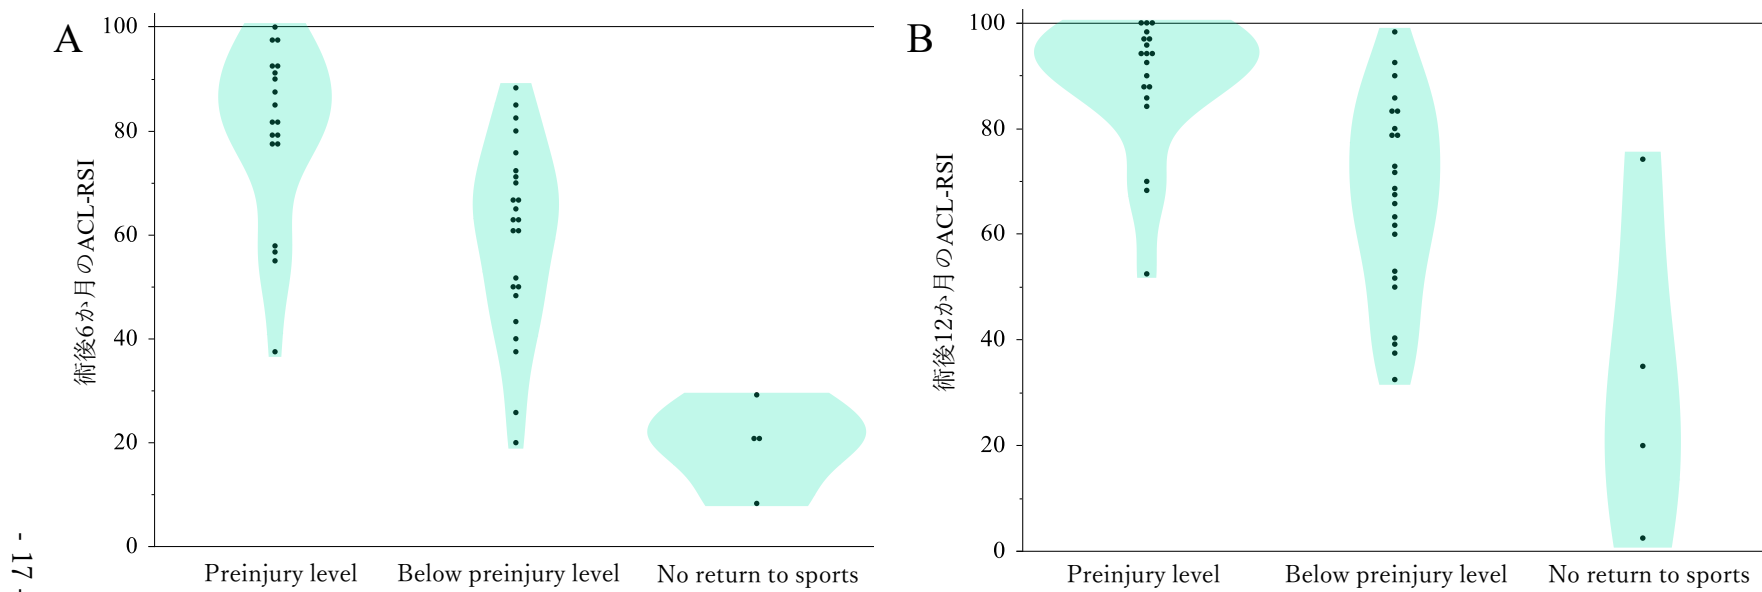 A
術後6か月のACL-RSI
100
80
60
40
20
0
Preinjury level
Below preinjury level
No return to sports
B
術後12か月のACL-RSI
100
80
60
40
20
0
Preinjury level
Below preinjury level
No return to sports
- 17 -